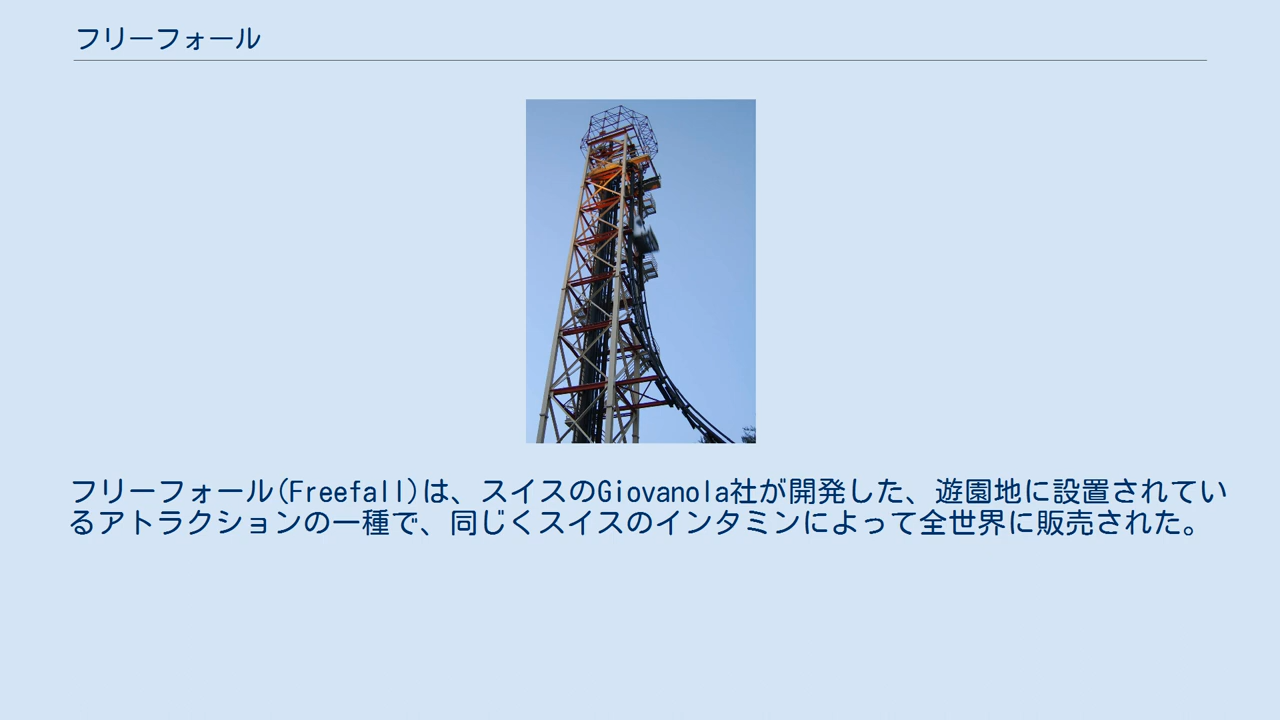 フリーフォール
フリーフォール(Freefall)は、スイスのGiovanola社が開発した、遊園地に設置されてい
るアトラクションの一種で、同じくスイスのインタミンによって全世界に販売された。